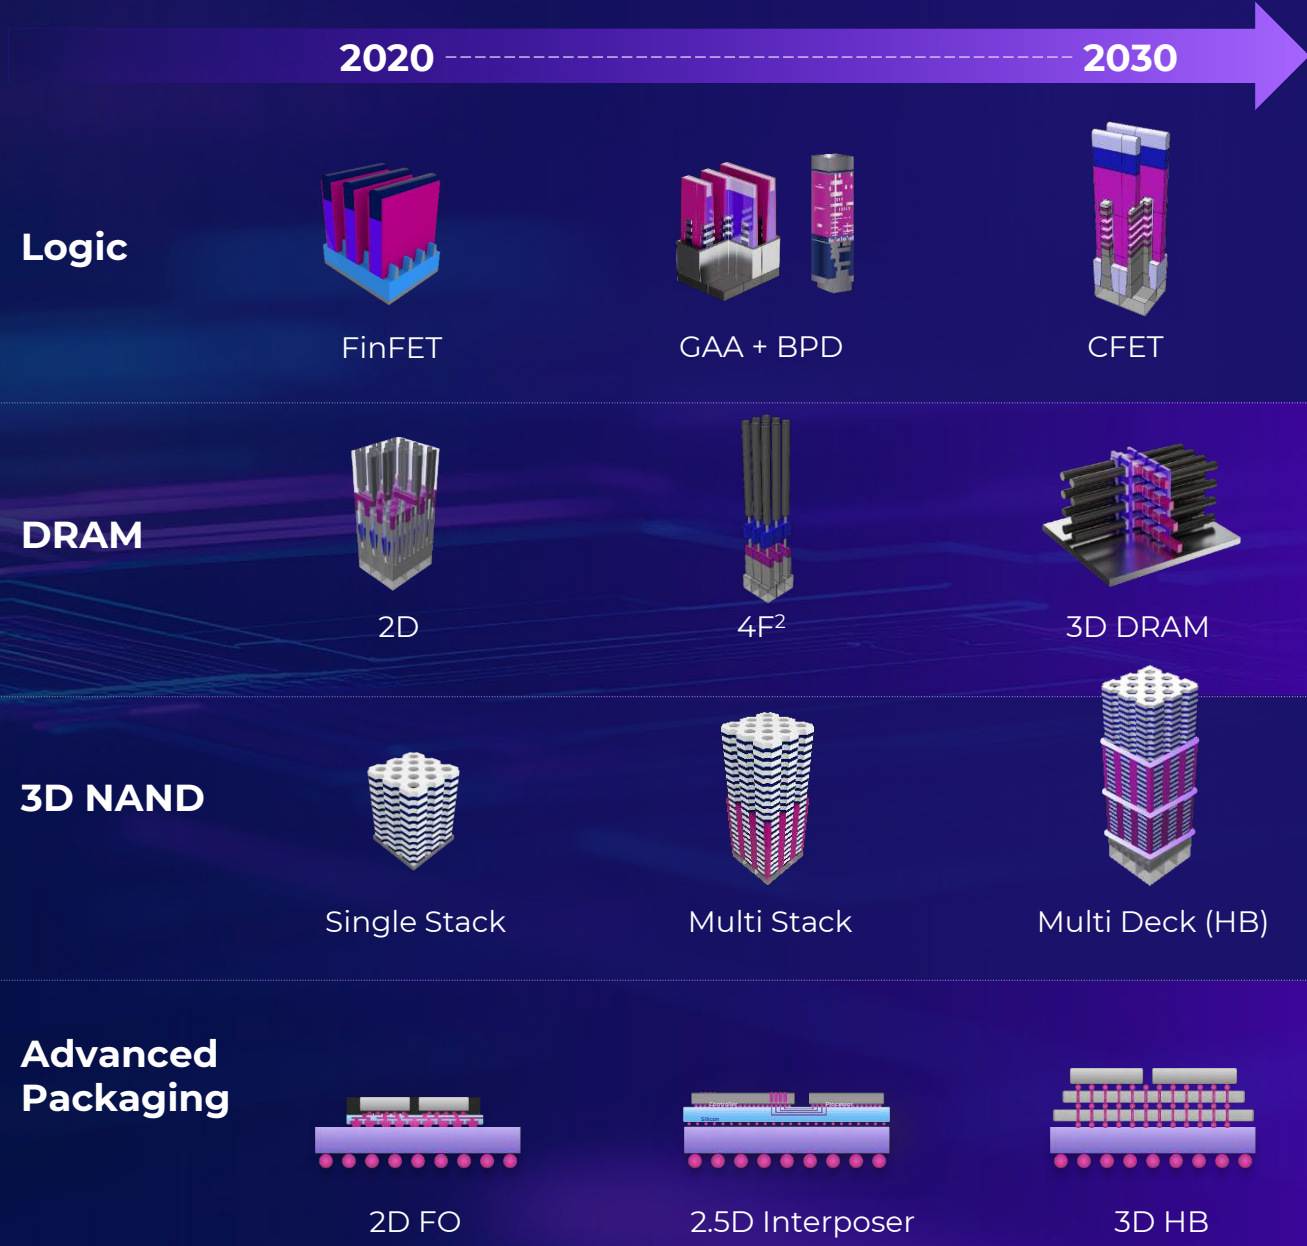 2020 2030
Logic
FinFET
GAA + BPD
CFET
DRAM
2D
4F²
3D DRAM
3D NAND
Single Stack
Multi Stack
Multi Deck (HB)
Advanced
Packaging
Silicon
2D FO
2.5D Interposer
3D HB